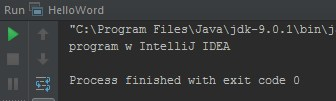 Run HelloWord
"C:\Program Files\Java\jdk-9.0.1\bin\j
program w IntelliJ IDEA
Process finished with exit code 0